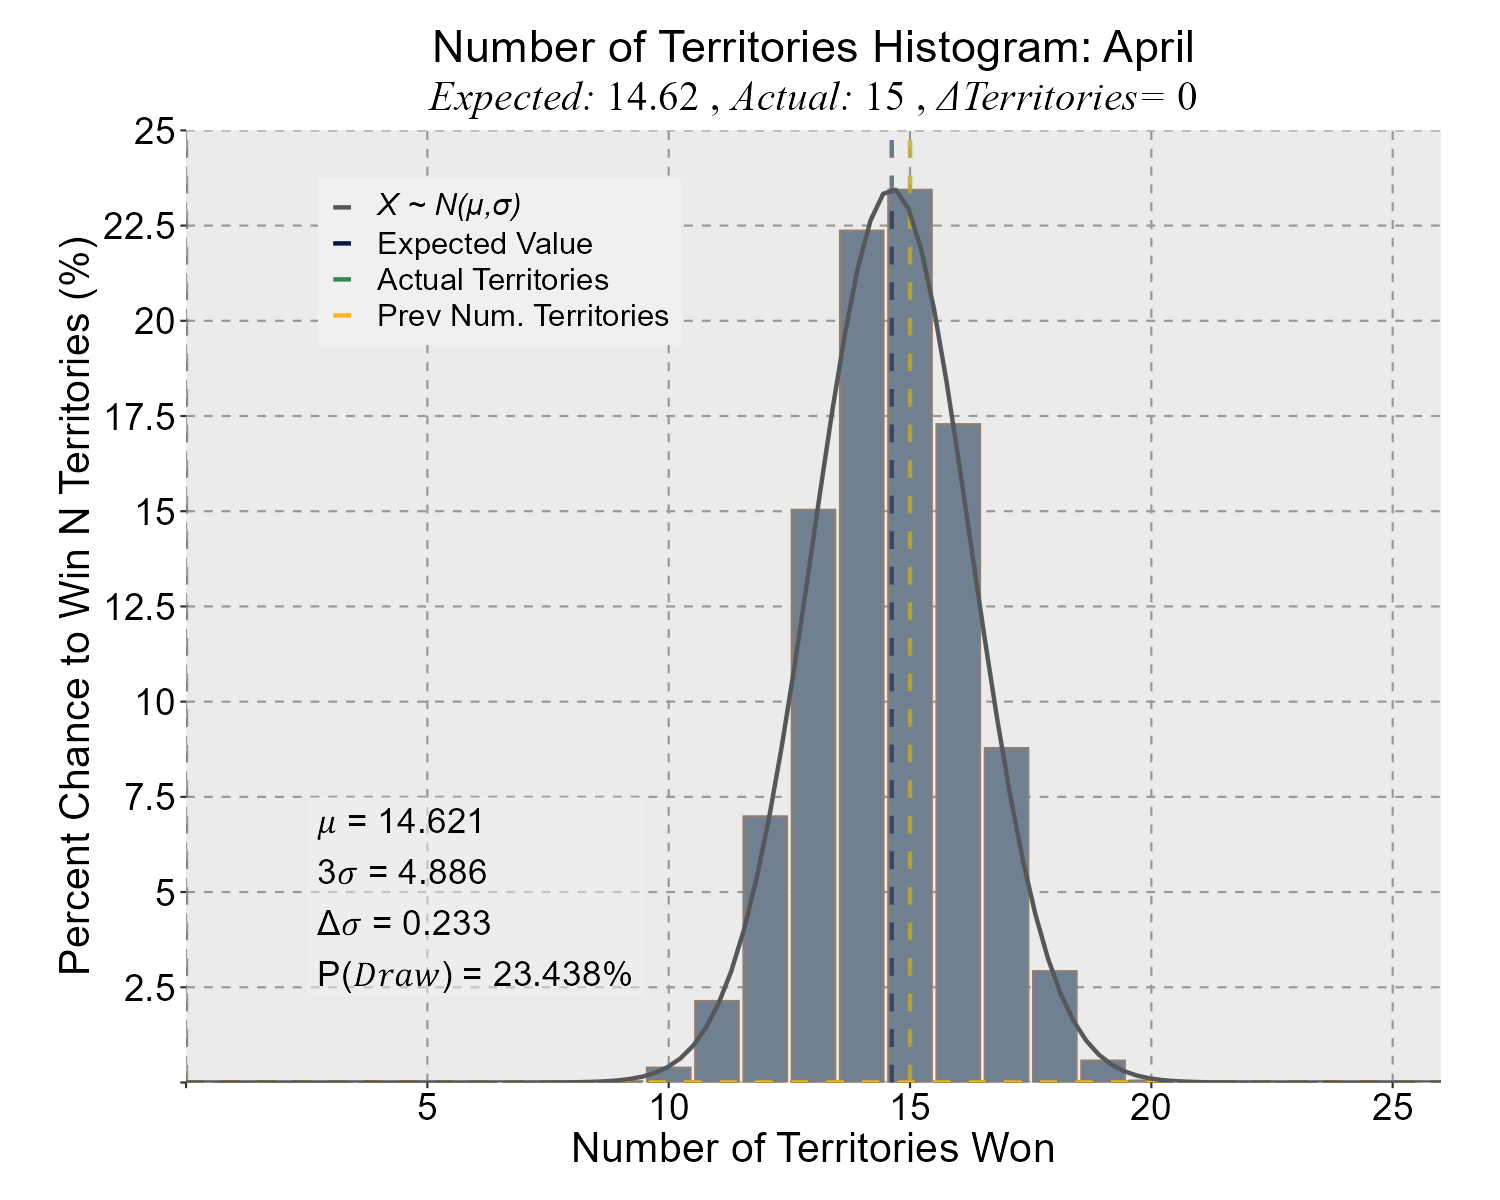 Number of Territories Histogram: April
Expected: 14.62 , Actual: 15 , ΔTerritories= 0
25
22.5
20
17.5
15
12.5
10
7.5
5
2.5
Percent Chance to Win N Territories (%)
X ~ N(μ,σ)
Expected Value
Actual Territories
Prev Num. Territories
μ = 14.621
3σ = 4.886
Δσ = 0.233
P(Draw) = 23.438%
5 10 15 20 25
Number of Territories Won